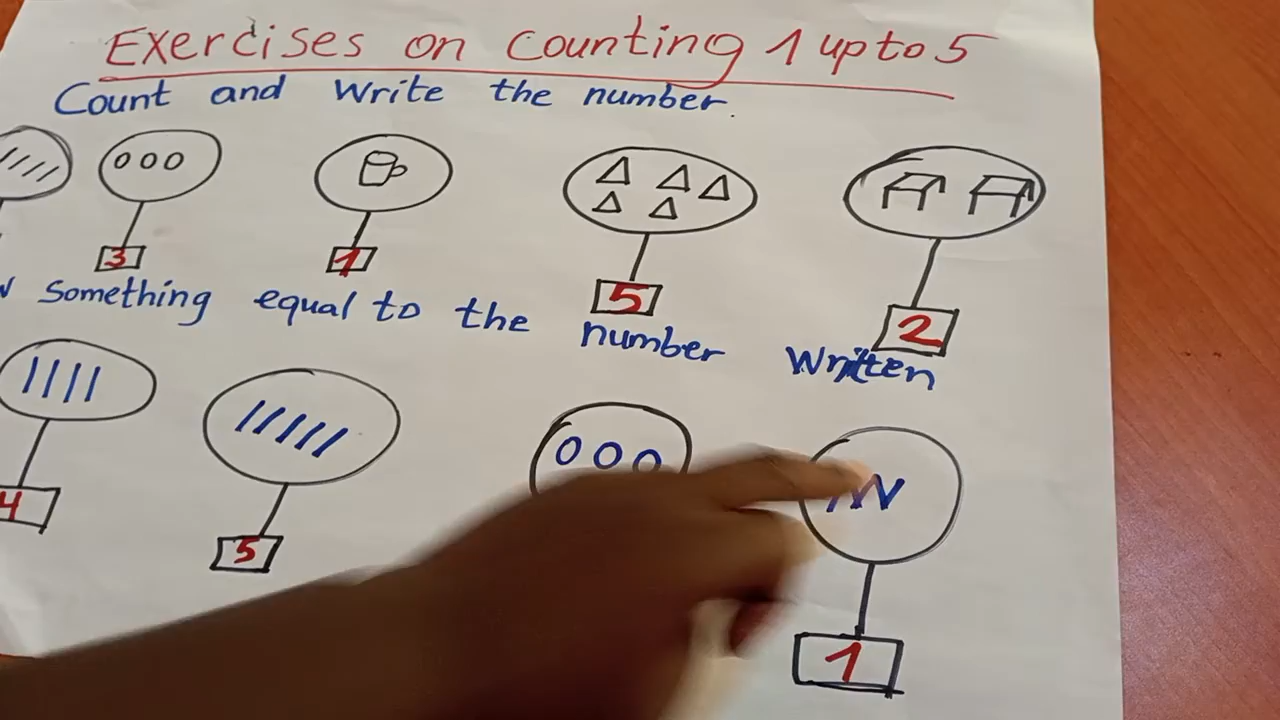 Exercises on Counting 1 up to 5
Count and Write the number.
3 1 5 2
something equal to the number Written
4 5 1